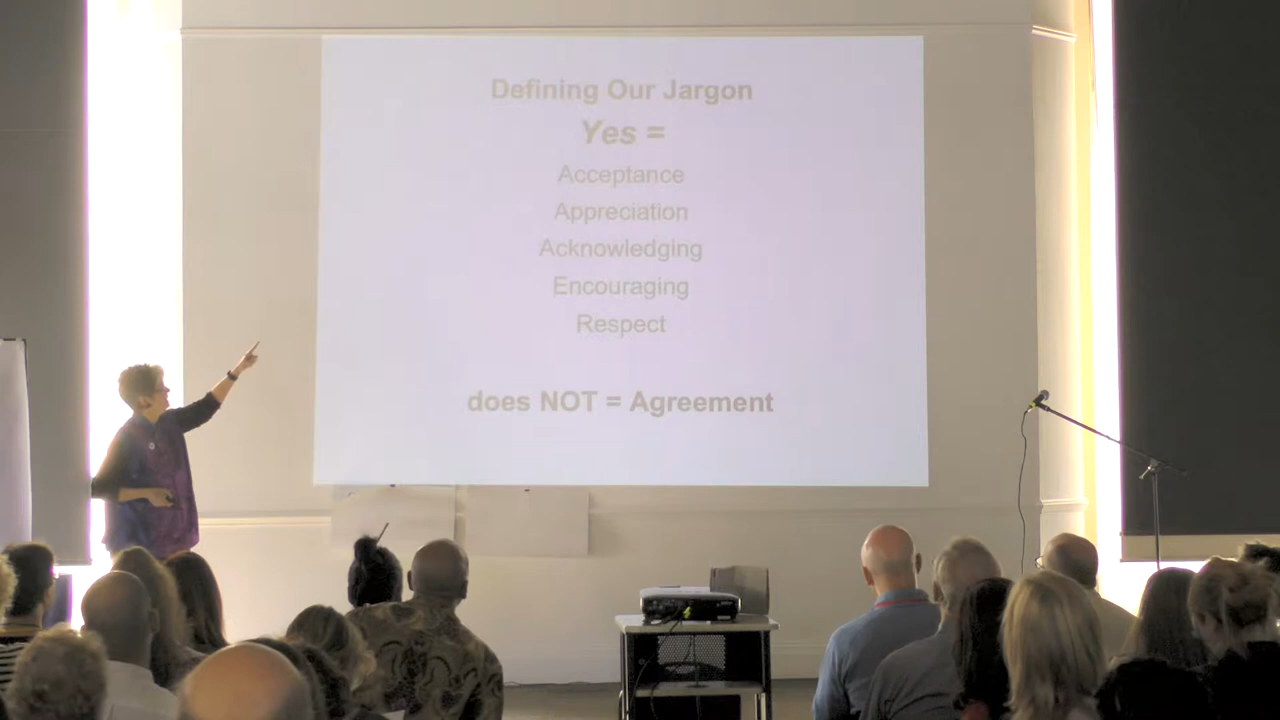 Defining Our Jargon
Yes =
Acceptance
Appreciation
Acknowledging
Encouraging
Respect
does NOT = Agreement